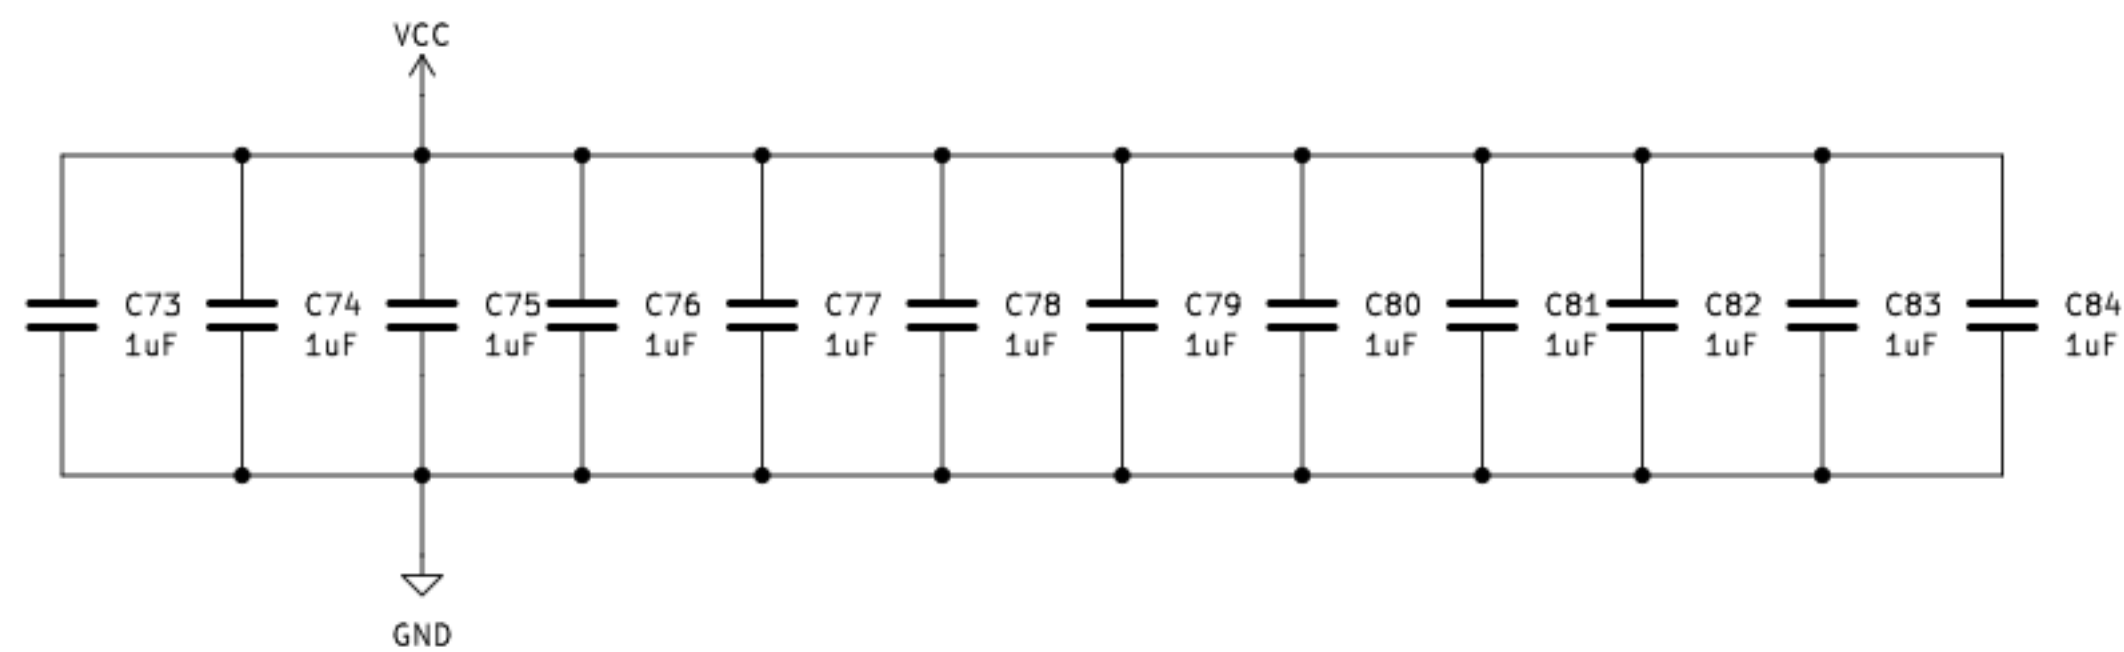 VCC
C73 C74 C75 C76 C77 C78 C79 C80 C81 C82 C83 C84
1uF 1uF 1uF 1uF 1uF 1uF 1uF 1uF 1uF 1uF 1uF 1uF
GND